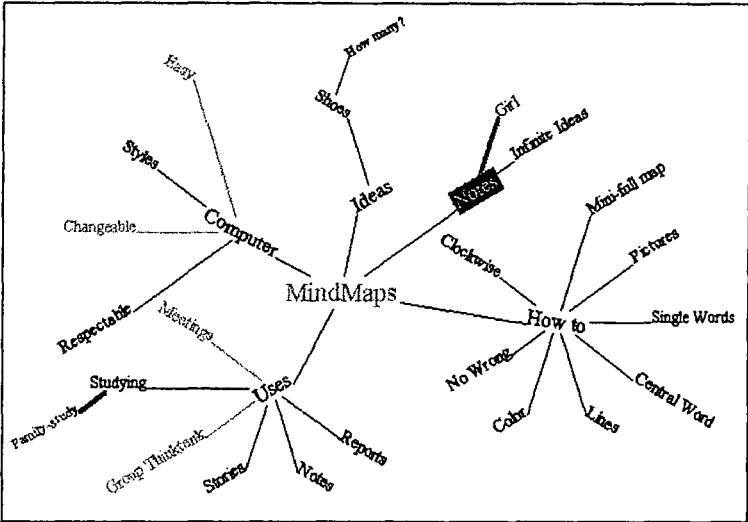 How many?
Easy
Shoes
Girl
Infinite Ideas
Styles
Ideas
Notes
Mini-full map
Changeable
Computer
Clockwise
Pictures
MindMaps
Respectable
Meetings
How to
Single Words
Studying
Uses
No Wrong
Central Word
Family-study
Group Thinktank
Stories
Notes
Reports
Color
Lines